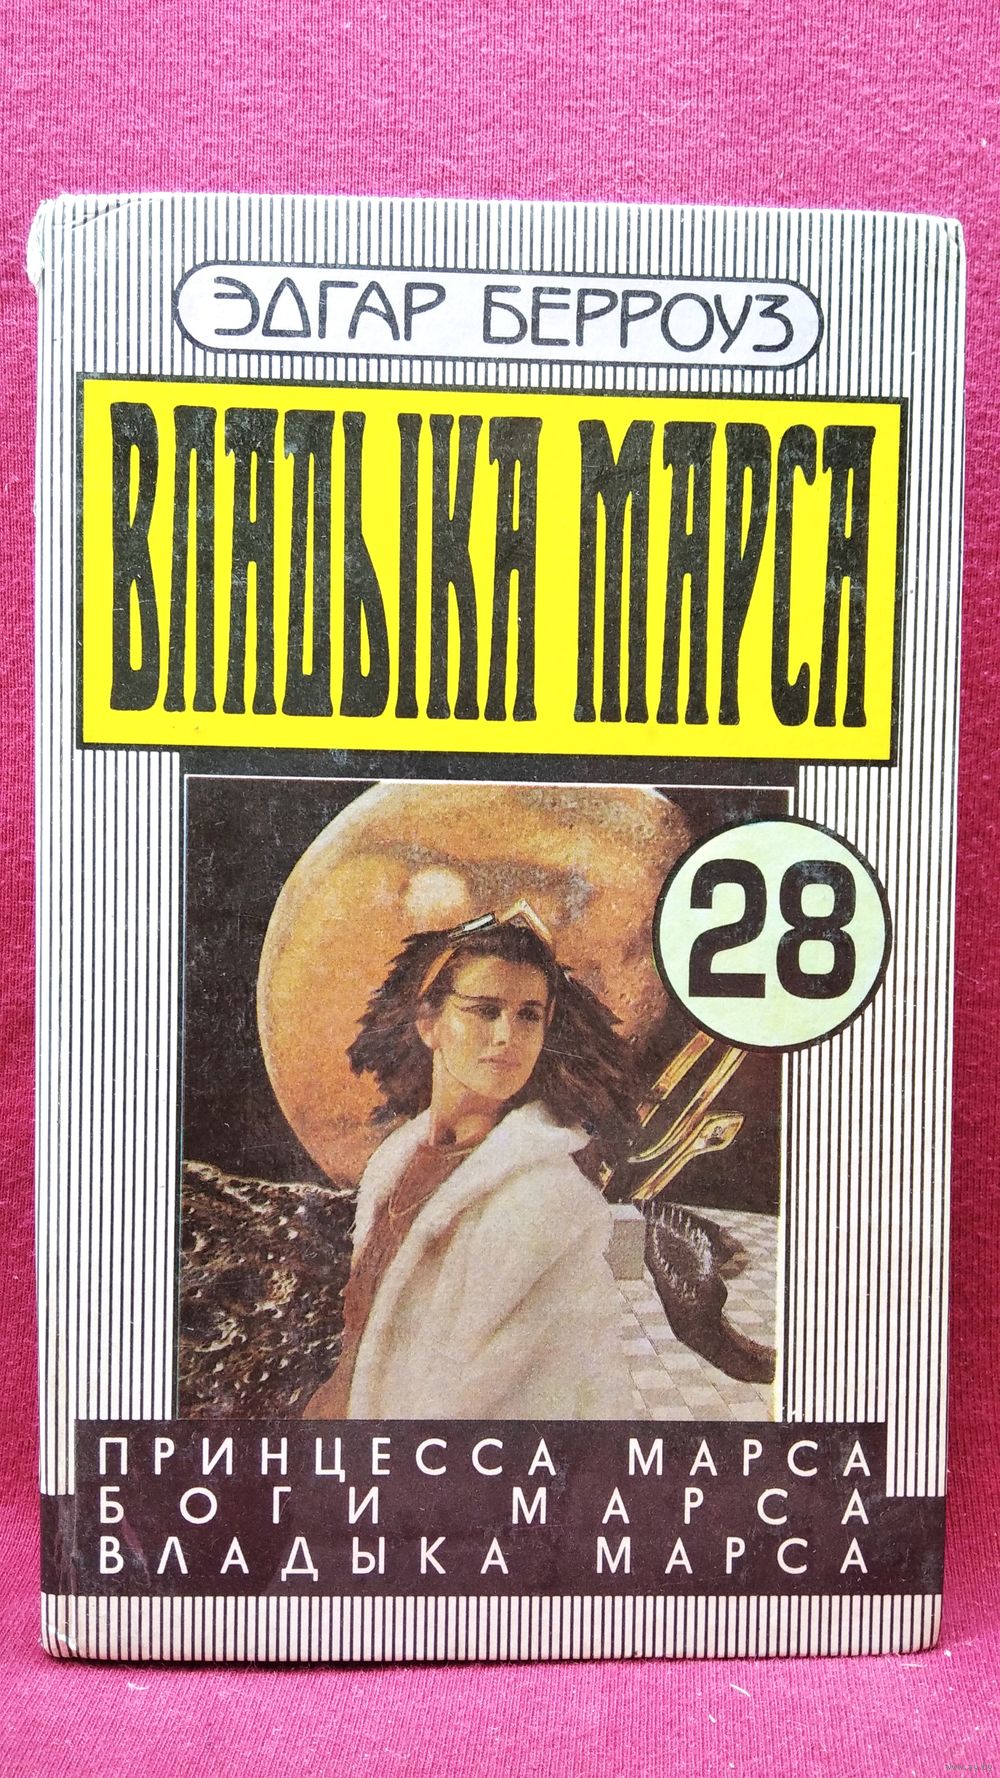 ЭДГАР БЕРРОУЗ
ВЛАДЫКА МАРСА
28
ПРИНЦЕССА МАРСА
БОГИ МАРСА
ВЛАДЫКА МАРСА